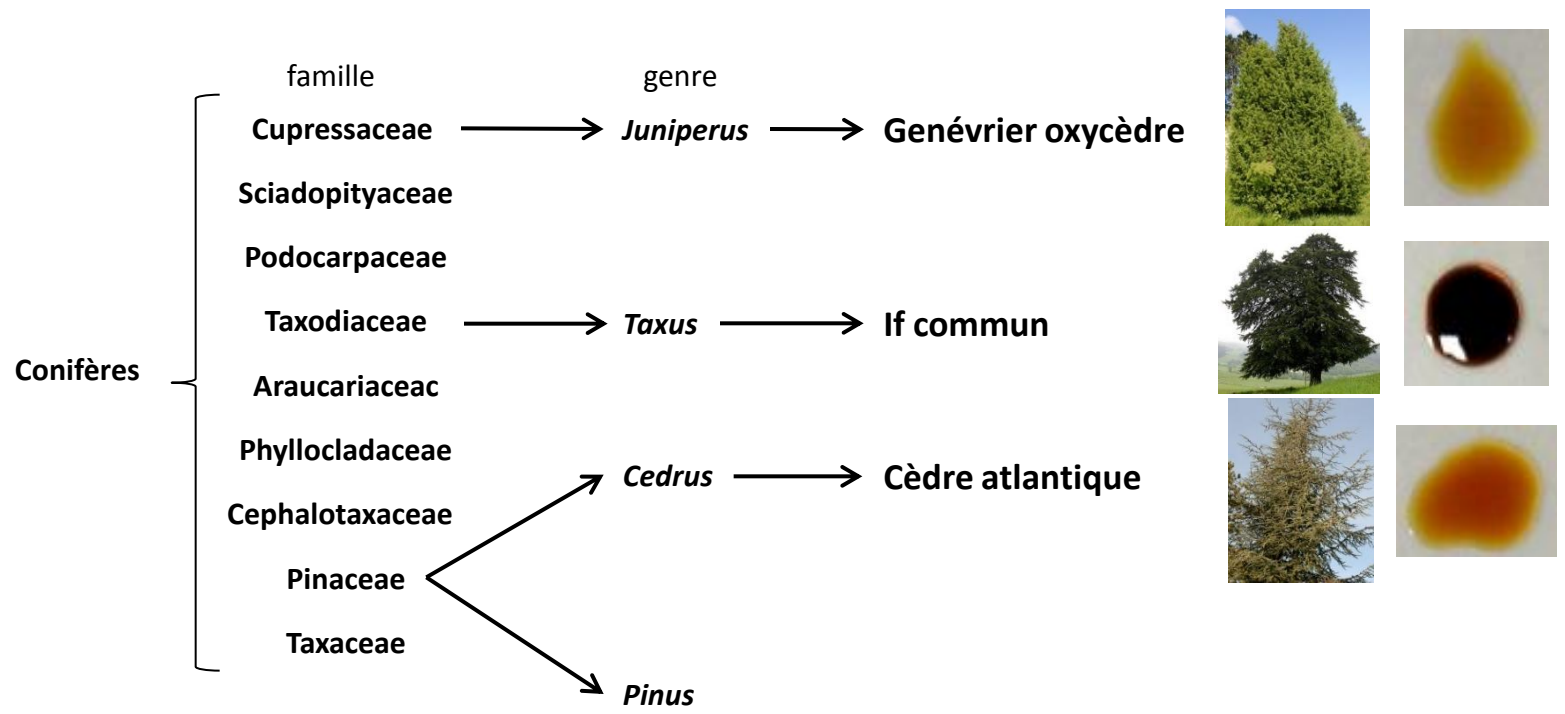 famille genre
Cupressaceae Juniperus Genévrier oxycèdre
Sciadopityaceae
Podocarpaceae
Taxodiaceae Taxus If commun
Conifères
Araucariaceac
Phyllocladaceae
Cedrus Cèdre atlantique
Cephalotaxaceae
Pinaceae
Taxaceae
Pinus